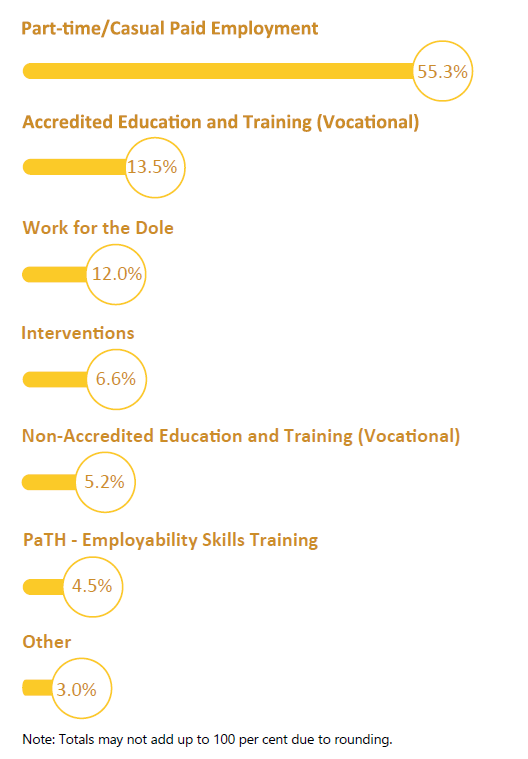 Part-time/Casual Paid Employment
55.3%
Accredited Education and Training (Vocational)
13.5%
Work for the Dole
12.0%
Interventions
6.6%
Non-Accredited Education and Training (Vocational)
5.2%
PaTH - Employability Skills Training
4.5%
Other
3.0%
Note: Totals may not add up to 100 per cent due to rounding.